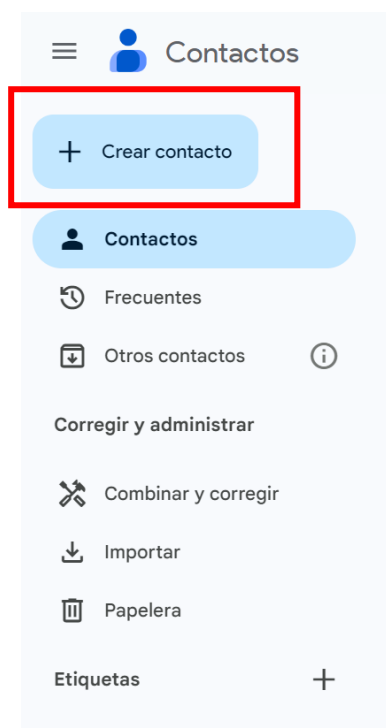 Contactos
Crear contacto
Contactos
Frecuentes
Otros contactos
Corregir y administrar
Combinar y corregir
Importar
Papelera
Etiquetas